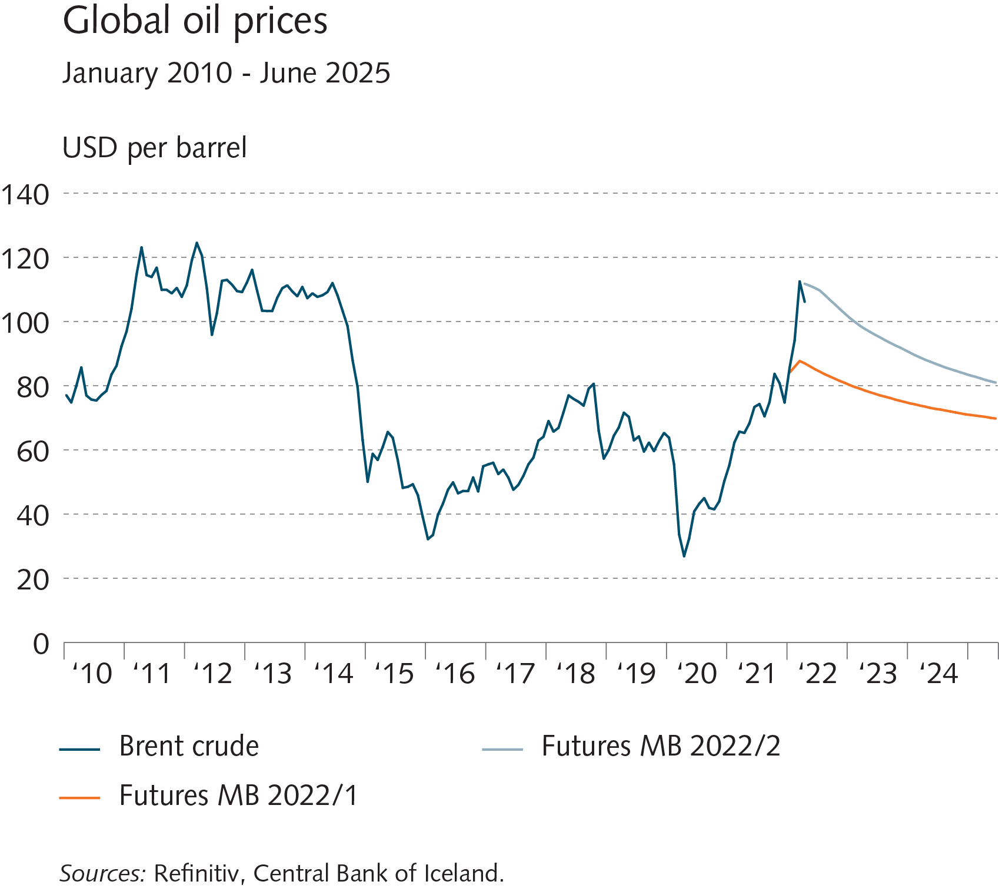 Global oil prices
January 2010 - June 2025
USD per barrel
140
120
100
80
60
40
20
0
‘10 ‘11 ‘12 ‘13 ‘14 ‘15 ‘16 ‘17 ‘18 ‘19 ‘20 ‘21 ‘22 ‘23 ‘24
Brent crude
Futures MB 2022/2
Futures MB 2022/1
Sources: Refinitiv, Central Bank of Iceland.